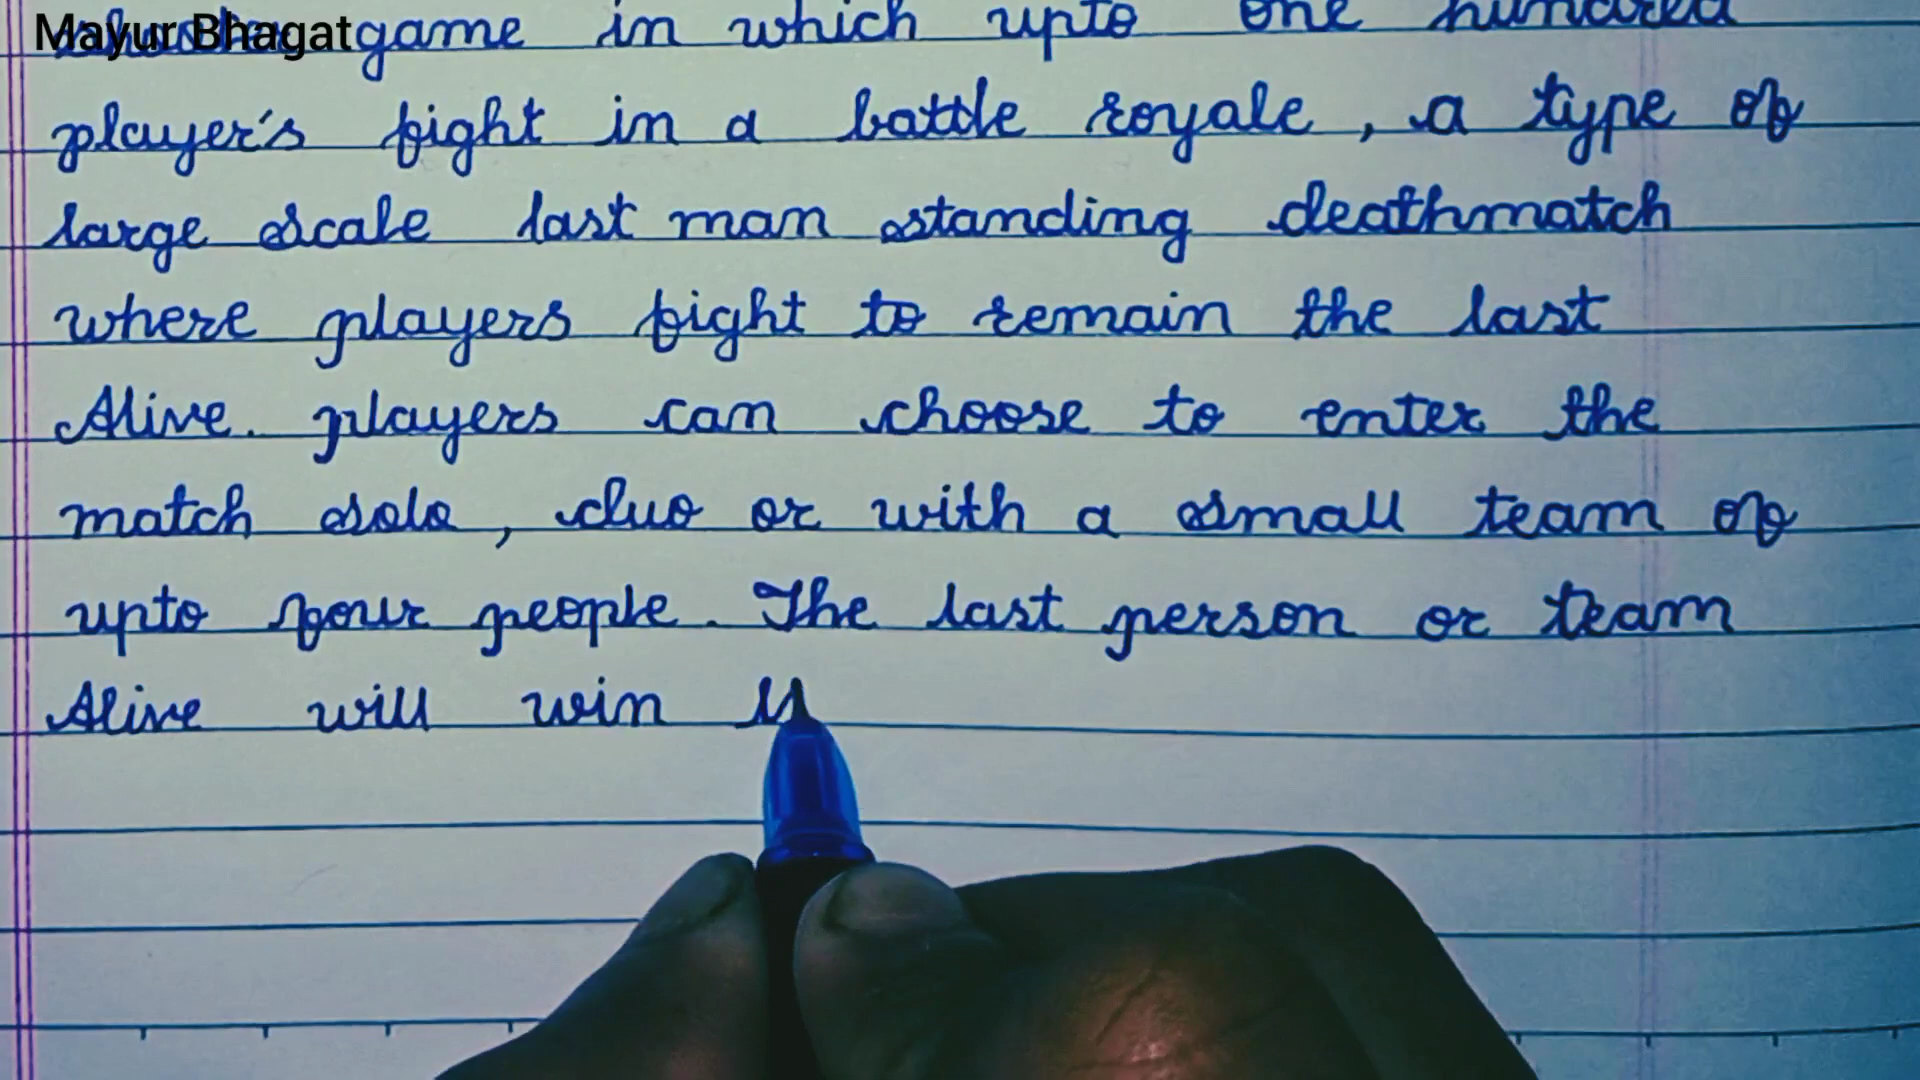 Mayur Bhagat
game in which upto one hundred
player's fight in a battle royale, a type of
large scale last man standing deathmatch
where players fight to remain the last
Alive. players can choose to enter the
match solo, duo or with a small team of
upto four people. The last person or team
Alive will win